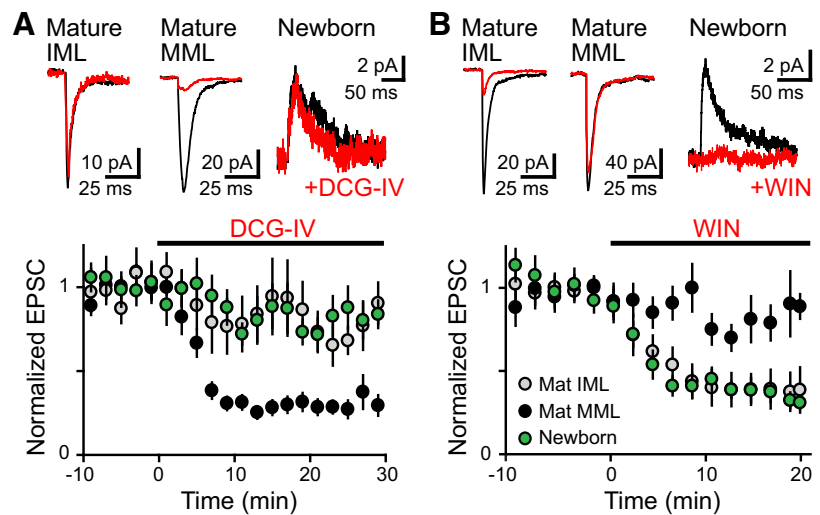 A
Mature
IML
Mature
MML
Newborn
2 pA
50 ms
10 pA
25 ms
20 pA
25 ms
+DCG-IV
DCG-IV
Normalized EPSC
1
0
-10
0
10
20
30
Time (min)
B
Mature
IML
Mature
MML
Newborn
2 pA
50 ms
20 pA
25 ms
40 pA
25 ms
+WIN
WIN
Normalized EPSC
1
0
Mat IML
Mat MML
Newborn
-10
0
10
20
Time (min)